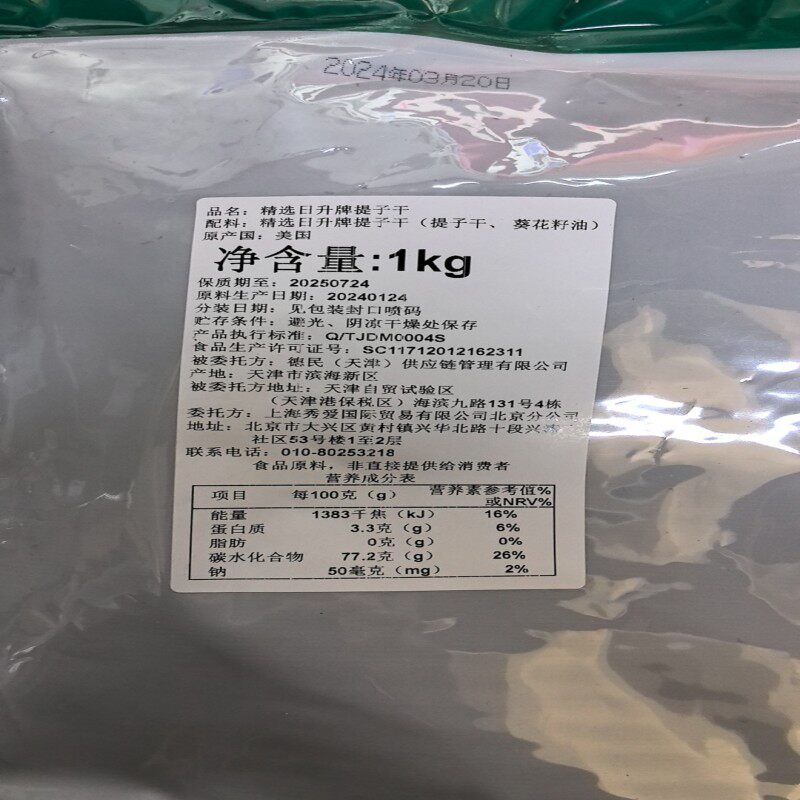 2024年03月20日
品名：精选日升牌提子干
配料：精选日升牌提子干（提子干、葵花籽油）
原产国：美国
净含量:1kg
保质期至：20250724
原料生产日期：20240124
分装日期：见包装封口喷码
贮存条件：避光、阴凉干燥处保存
产品执行标准：Q/TJDM0004S
食品生产许可证号：SC11712012162311
被委托方：德民（天津）供应链管理有限公司
产地：天津市滨海新区
被委托方地址：天津自贸试验区
（天津港保税区）海滨九路131号4栋
委托方：上海秀爱国际贸易有限公司北京分公司
地址：北京市大兴区黄村镇兴华北路十段兴
社区53号楼1至2层
联系电话：010-80253218
食品原料，非直接提供给消费者
营养成分表
项目 每100克（g） 营养素参考值%或NRV%
能量 1383千焦（kJ） 16%
蛋白质 3.3克（g） 6%
脂肪 0克（g） 0%
碳水化合物 77.2克（g） 26%
钠 50毫克（mg） 2%